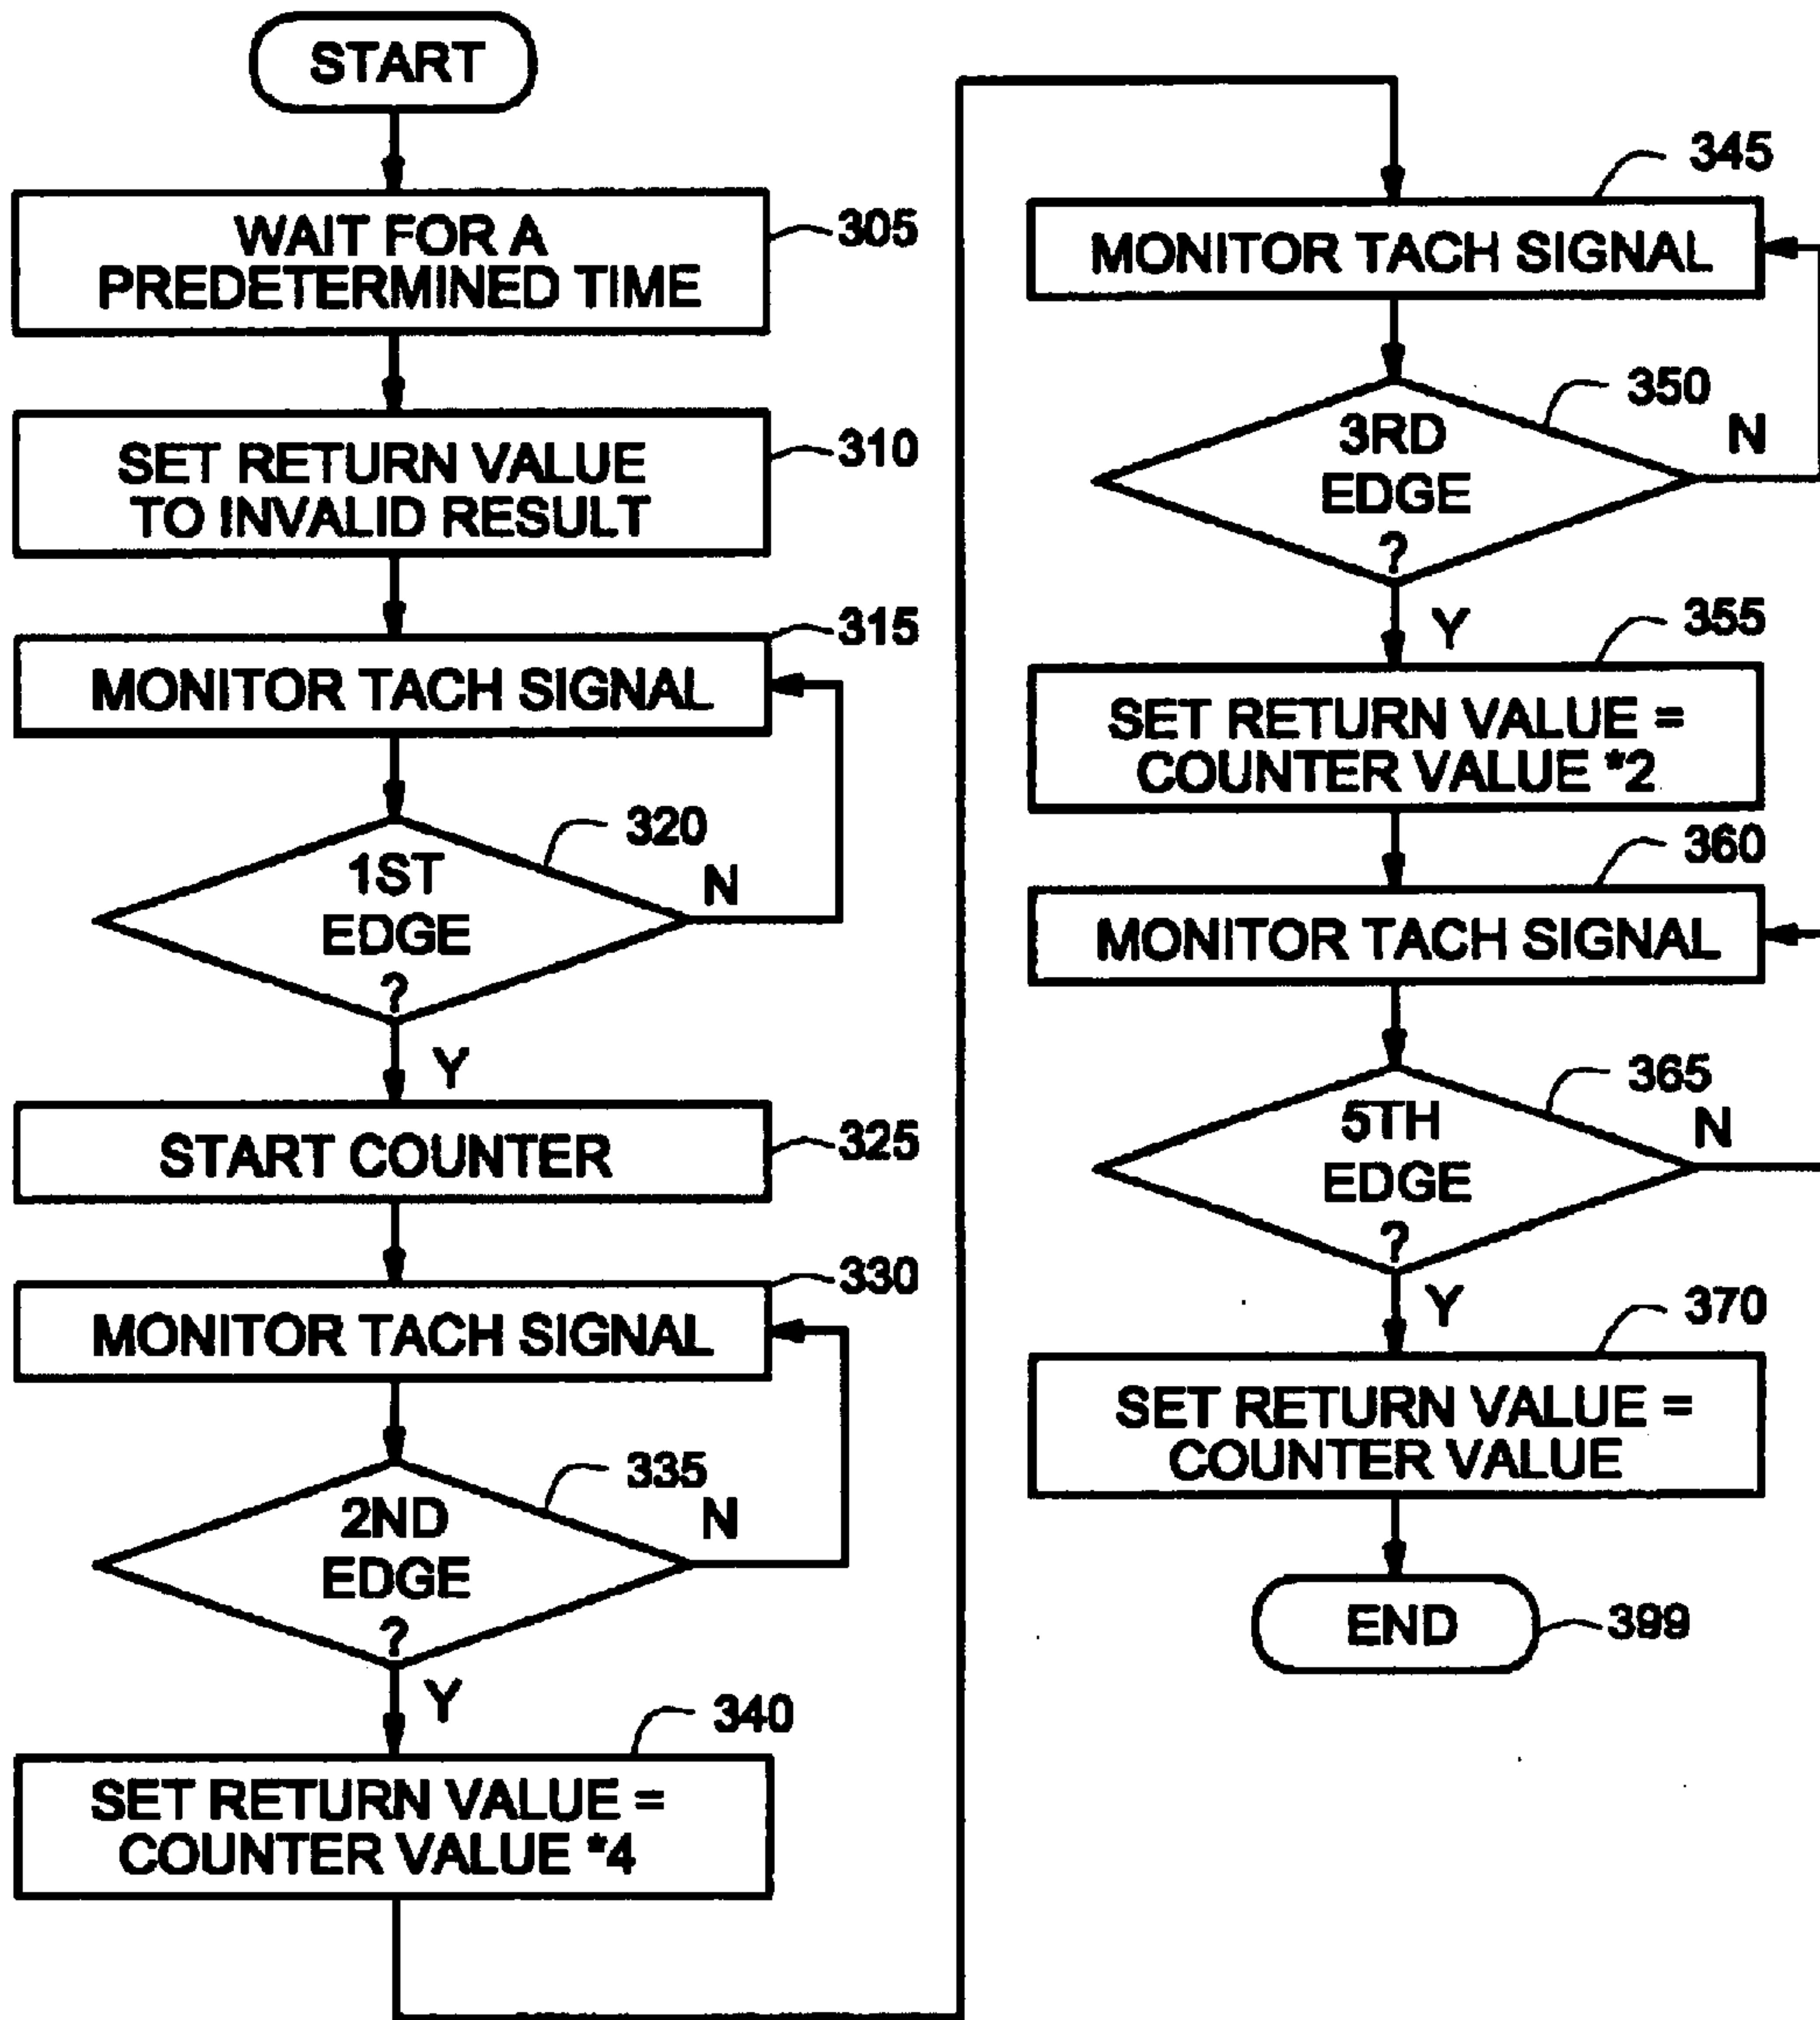 START
WAIT FOR A
PREDETERMINED TIME
305
SET RETURN VALUE
TO INVALID RESULT
310
315
MONITOR TACH SIGNAL
320
1ST
EDGE
?
N
Y
START COUNTER
325
330
MONITOR TACH SIGNAL
335
2ND
EDGE
?
N
Y
340
SET RETURN VALUE =
COUNTER VALUE *4
345
MONITOR TACH SIGNAL
350
3RD
EDGE
?
N
Y
355
SET RETURN VALUE =
COUNTER VALUE *2
360
MONITOR TACH SIGNAL
365
5TH
EDGE
?
N
Y
370
SET RETURN VALUE =
COUNTER VALUE
END
399